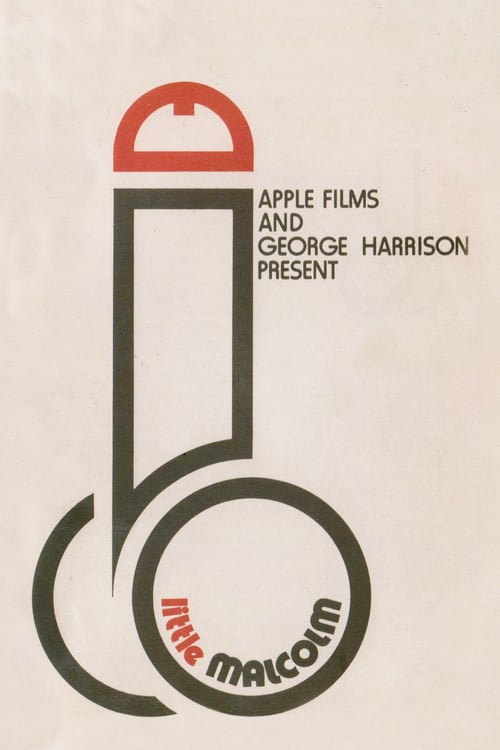 APPLE FILMS
AND
GEORGE HARRISON
PRESENT
little MALCOLM